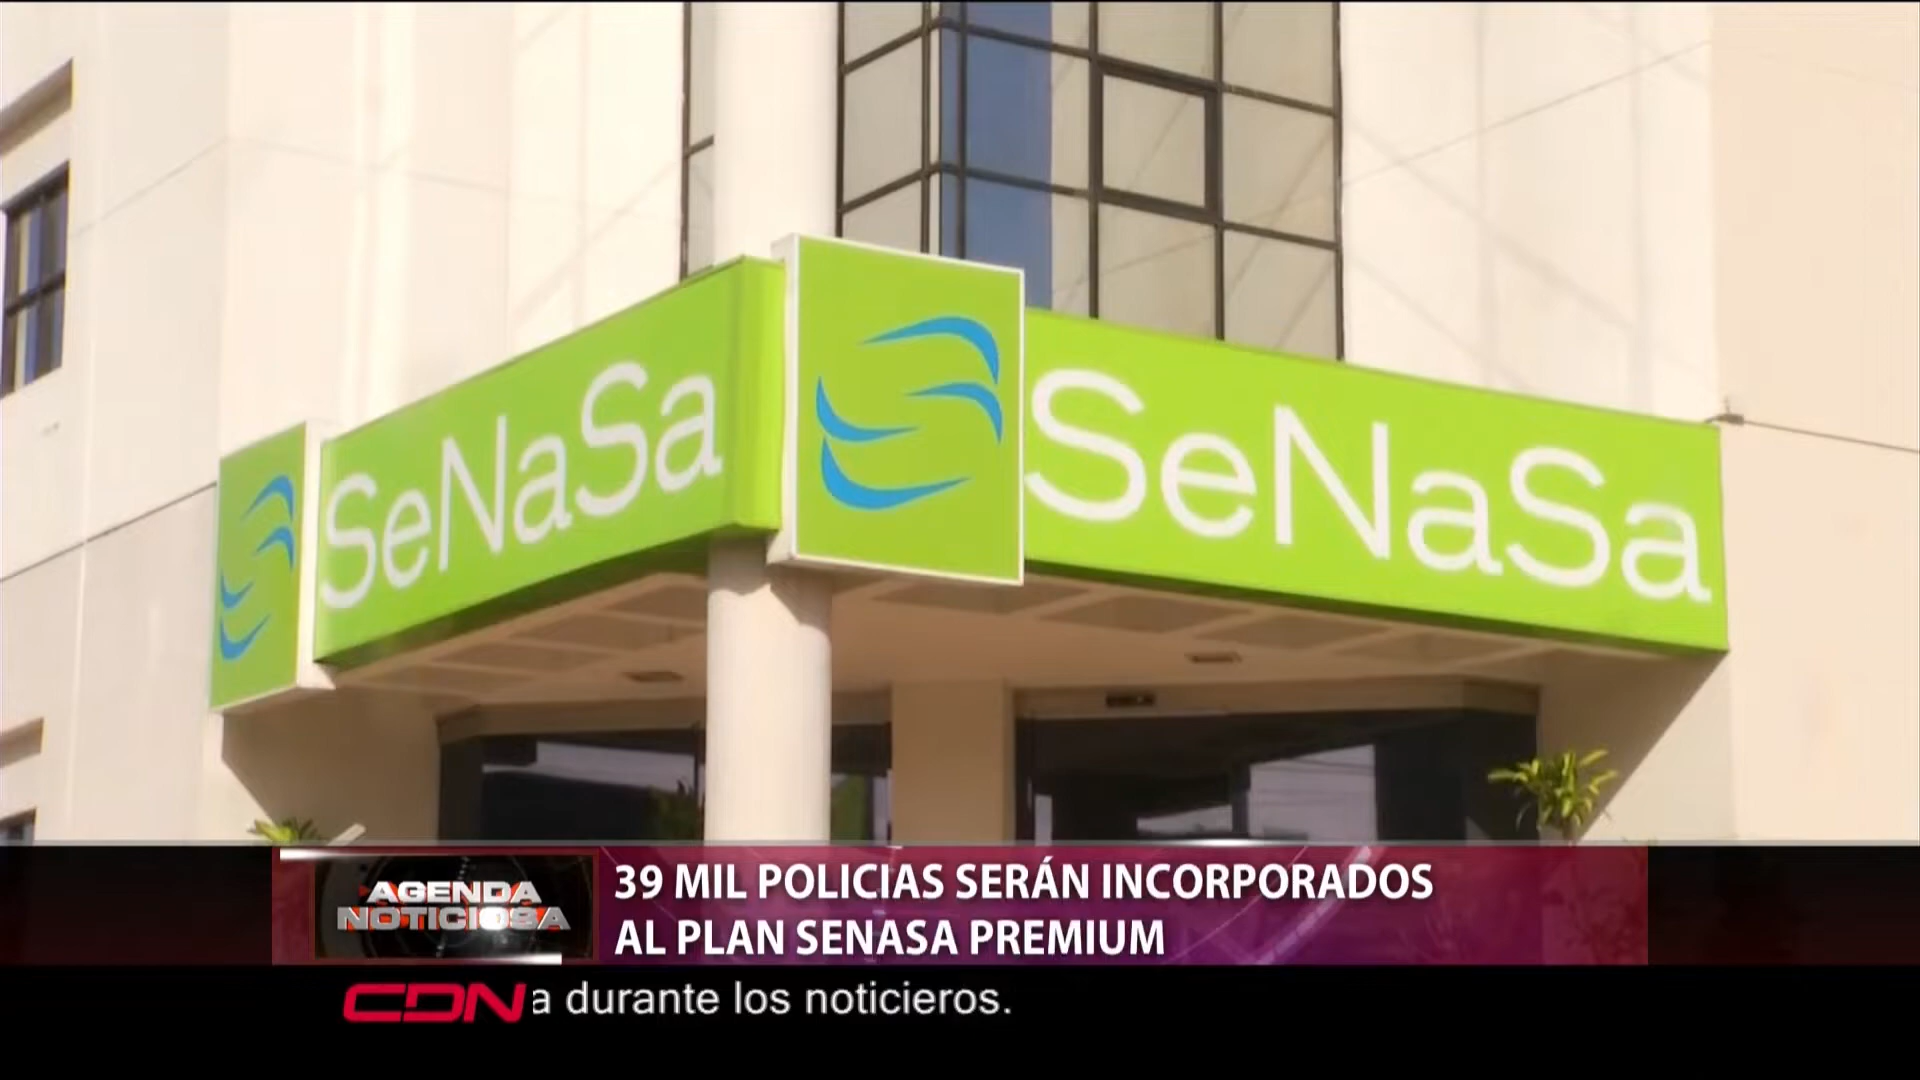 SeNaSa
SeNaSa
AGENDA
NOTICIOSA
39 MIL POLICIAS SERÁN INCORPORADOS
AL PLAN SENASA PREMIUM
CDN
a durante los noticieros.